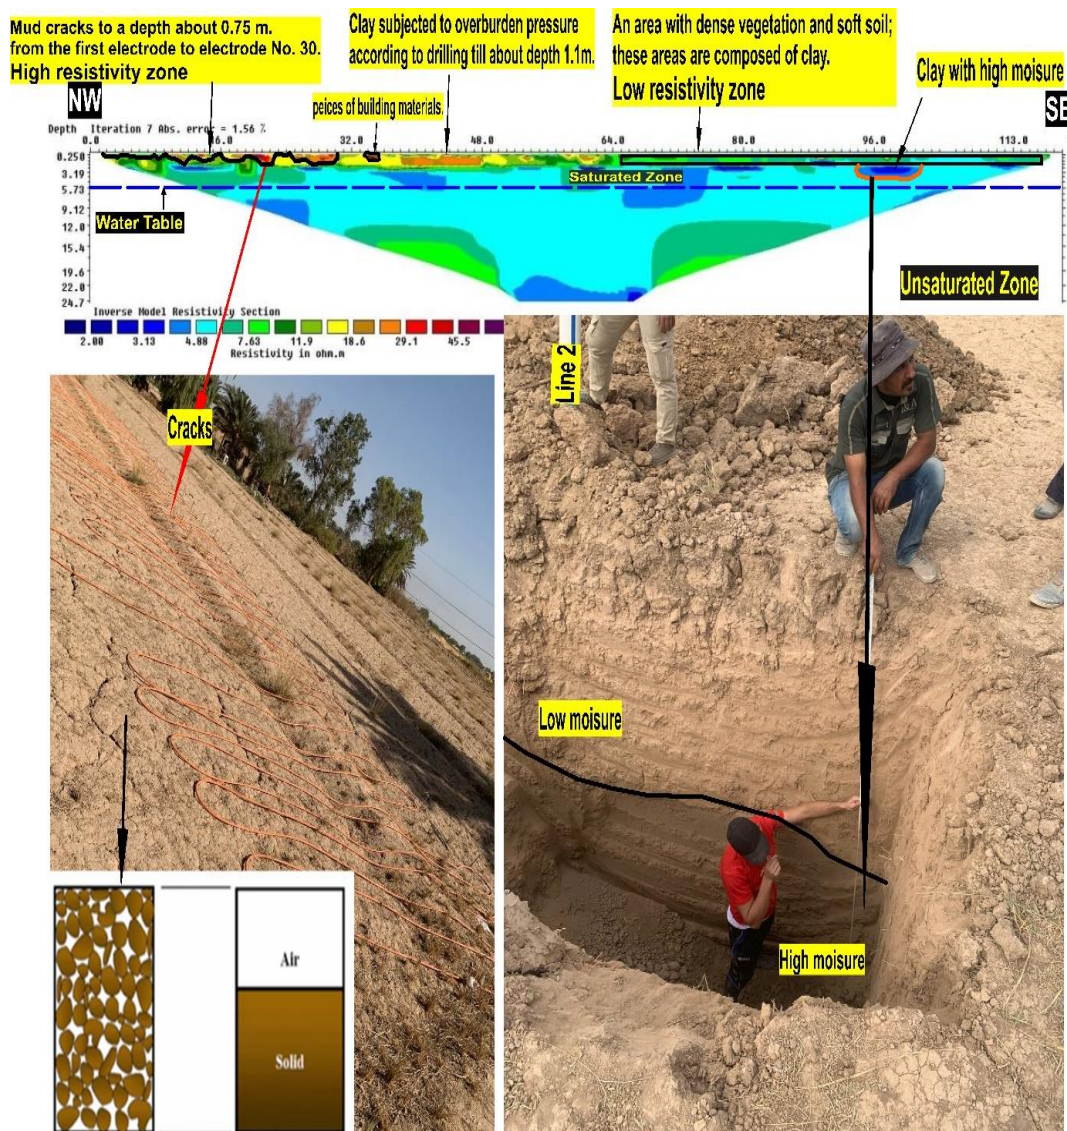 Mud cracks to a depth about 0.75 m.
from the first electrode to electrode No. 30.
High resistivity zone
Clay subjected to overburden pressure
according to drilling till about depth 1.1m.
An area with dense vegetation and soft soil;
these areas are composed of clay.
Low resistivity zone
Clay with high moisure
peices of building materials.
NW
SE
Depth Iteration 7 Abs. error = 1.56 %
0.0 16.0 32.0 48.0 64.0 80.0 96.0 113.0
0.250
3.19
5.73
9.12
12.0
15.4
19.6
22.0
24.7
Saturated Zone
Water Table
Unsaturated Zone
Inverse Model Resistivity Section
2.00 3.13 4.88 7.63 11.9 18.6 29.1 45.5
Resistivity in ohm.m
Line 2
Cracks
Low moisure
High moisure
Air
Solid